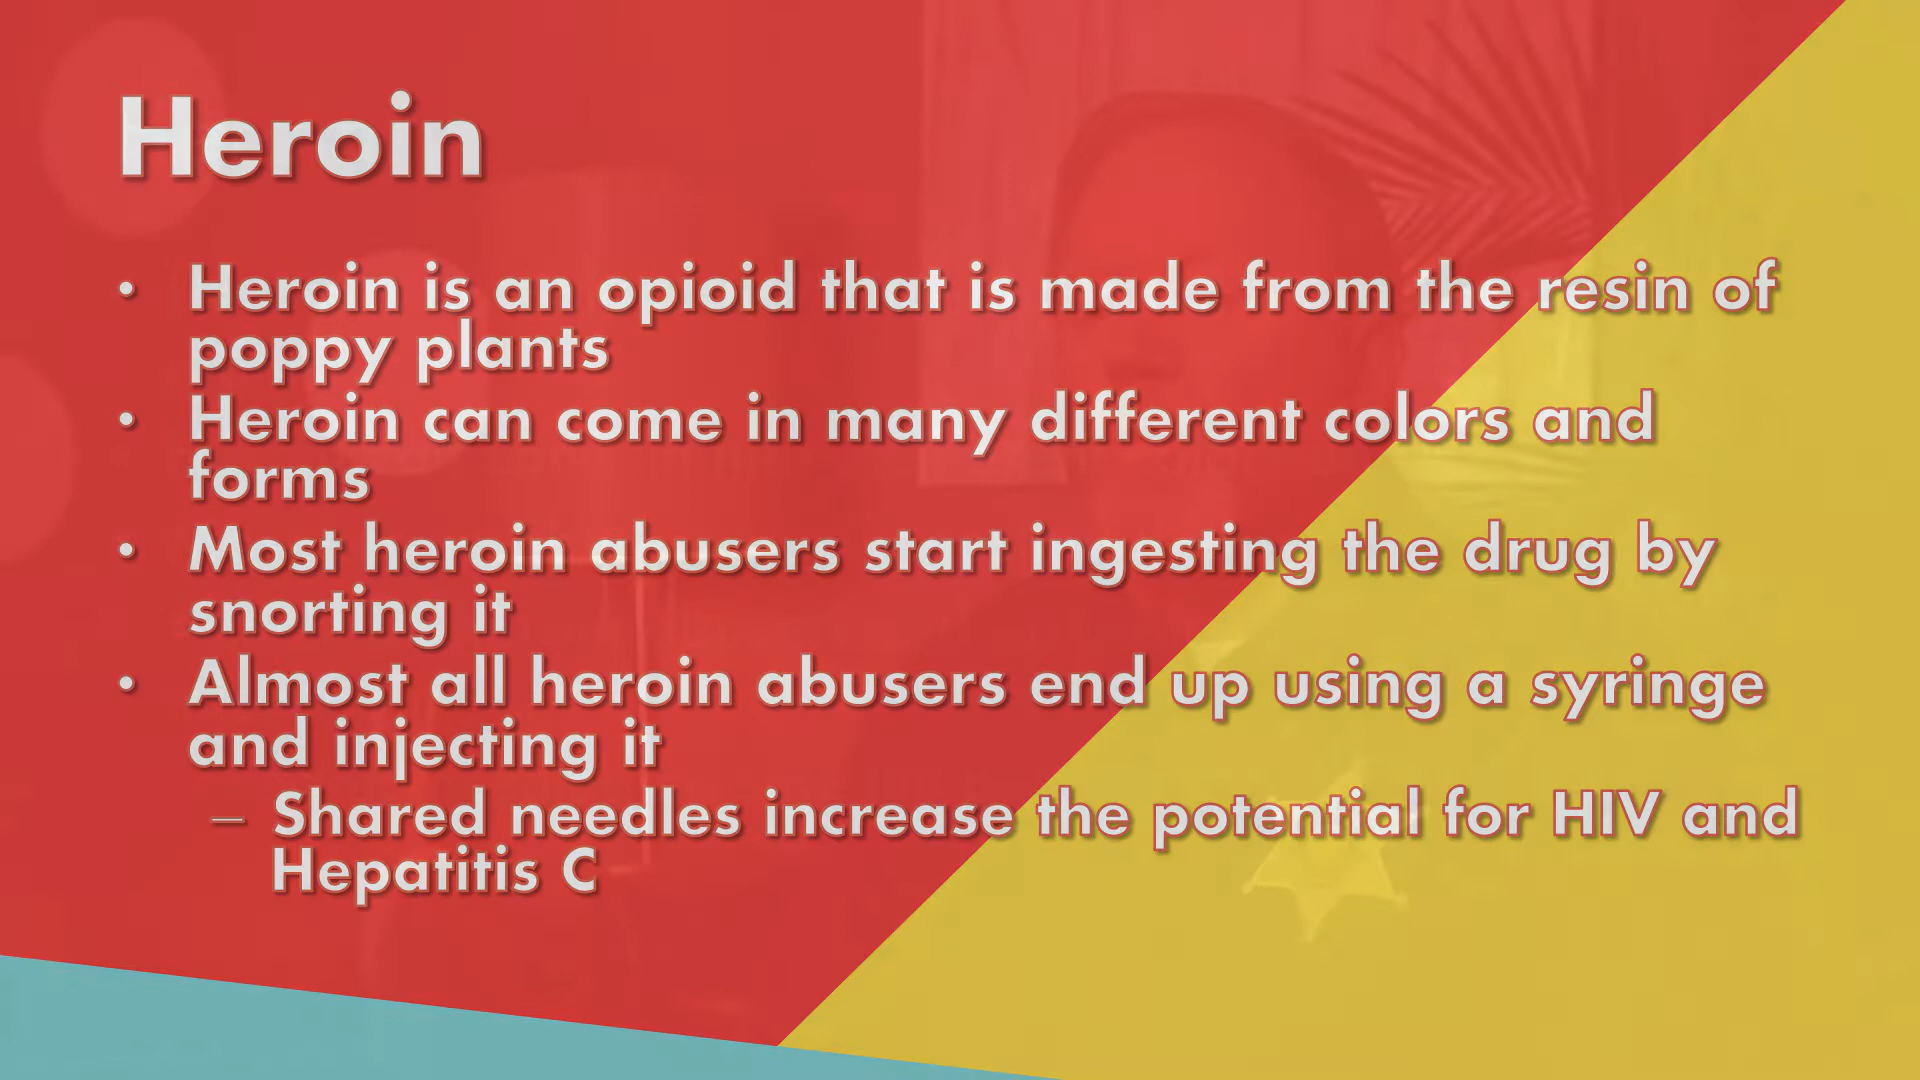 Heroin
• Heroin is an opioid that is made from the resin of
poppy plants
• Heroin can come in many different colors and
forms
• Most heroin abusers start ingesting the drug by
snorting it
• Almost all heroin abusers end up using a syringe
and injecting it
– Shared needles increase the potential for HIV and
Hepatitis C